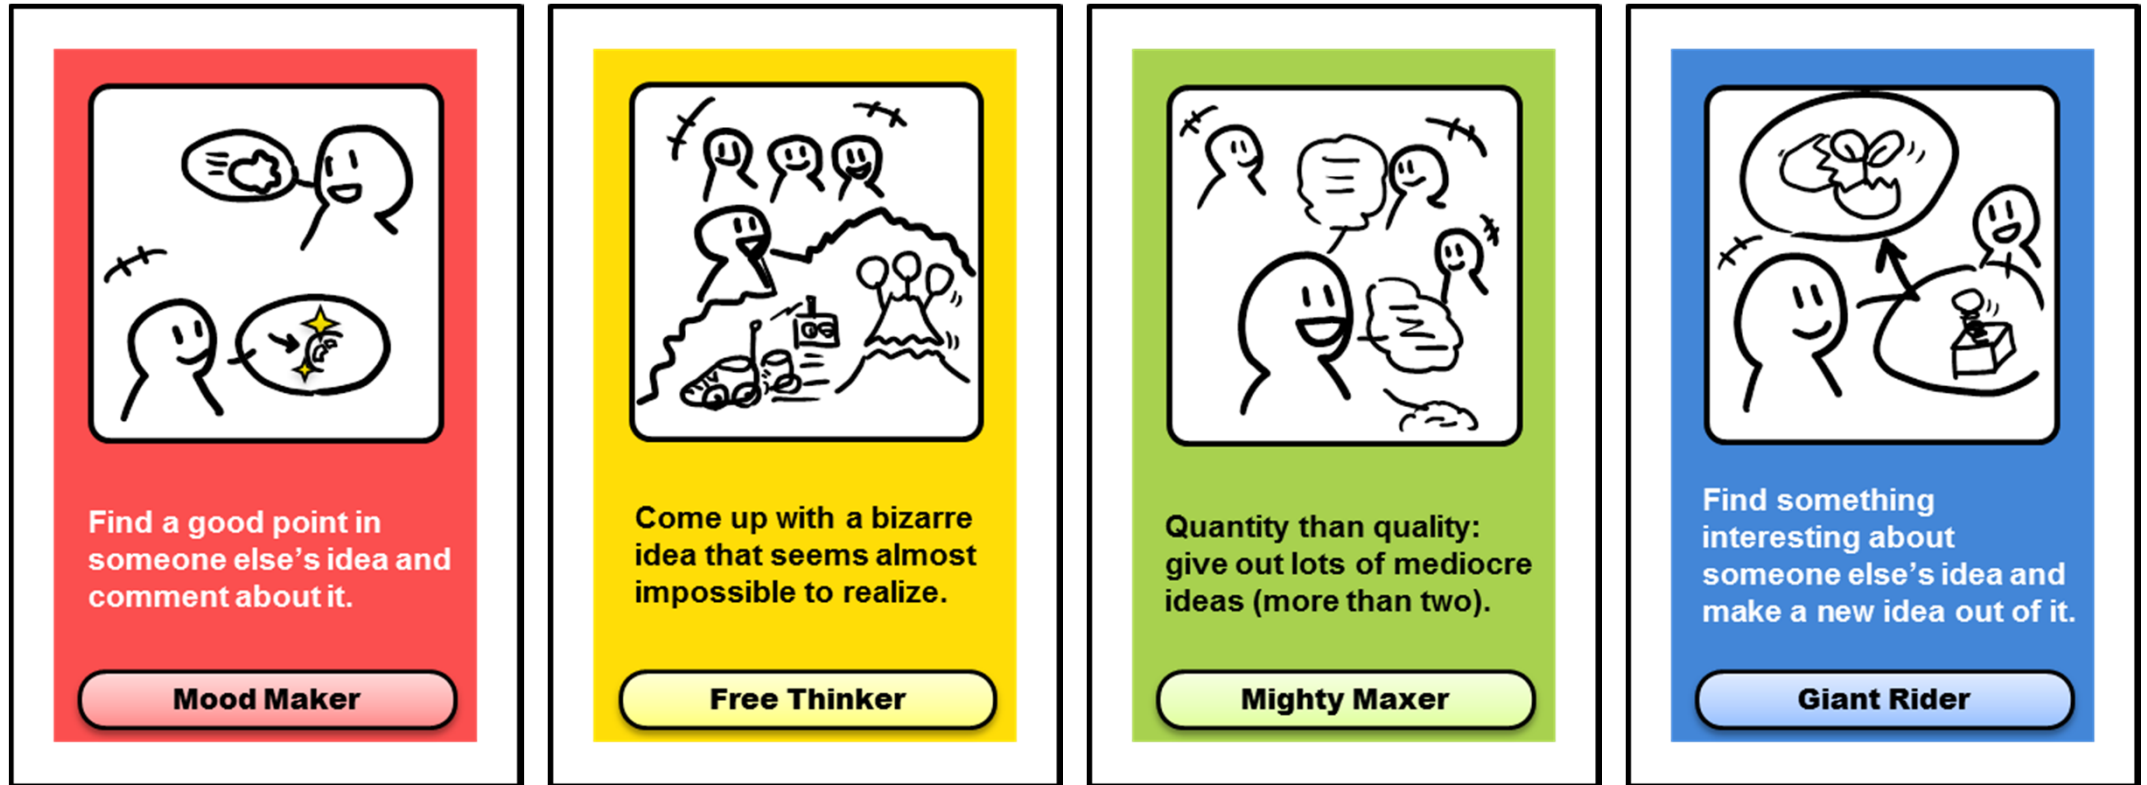 Find a good point in
someone else's idea and
comment about it.
Mood Maker
Come up with a bizarre
idea that seems almost
impossible to realize.
Free Thinker
Quantity than quality:
give out lots of mediocre
ideas (more than two).
Mighty Maxer
Find something
interesting about
someone else's idea and
make a new idea out of it.
Giant Rider